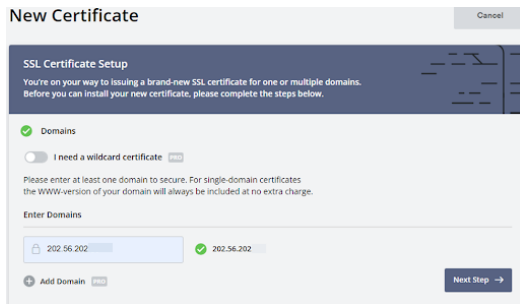 New Certificate
Cancel
SSL Certificate Setup
You're on your way to issuing a brand-new SSL certificate for one or multiple domains.
Before you can install your new certificate, please complete the steps below.
Domains
I need a wildcard certificate PRO
Please enter at least one domain to secure. For single-domain certificates
the WWW-version of your domain will always be included at no extra charge.
Enter Domains
202.56.202
202.56.202
Add Domain PRO
Next Step →